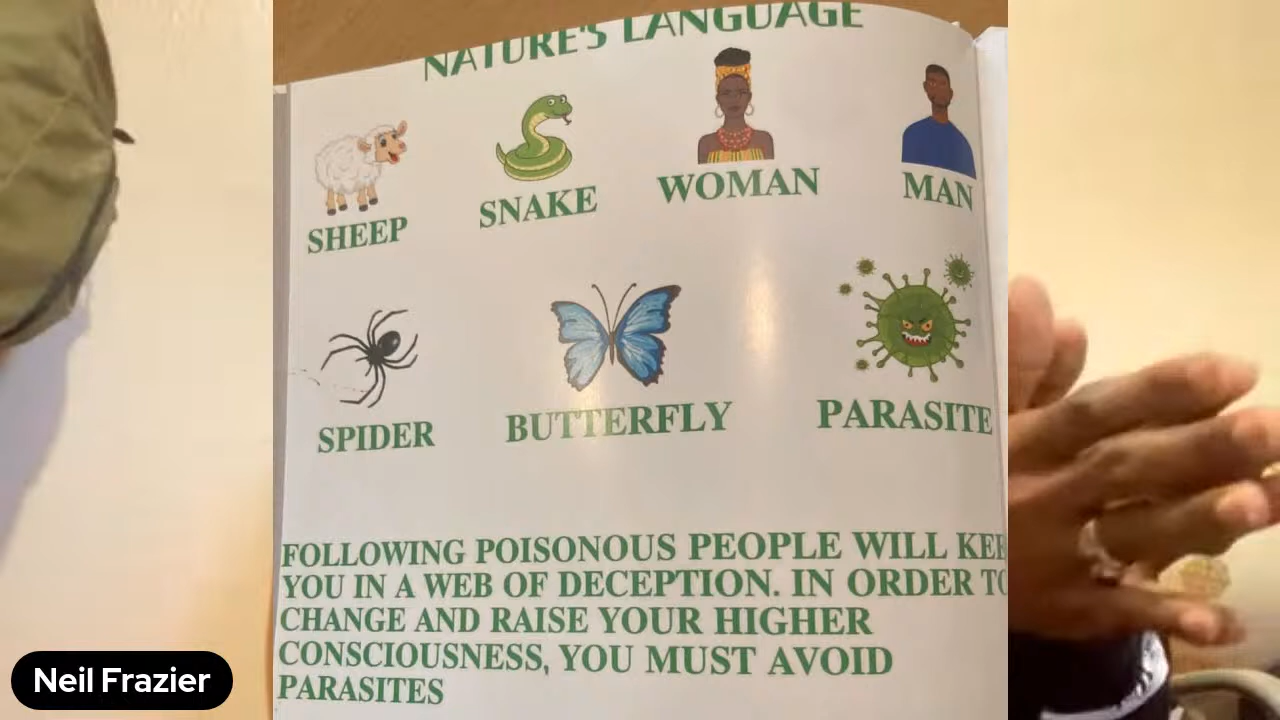 NATURE'S LANGUAGE
SHEEP
SNAKE
WOMAN
MAN
SPIDER
BUTTERFLY
PARASITE
FOLLOWING POISONOUS PEOPLE WILL
YOU IN A WEB OF DECEPTION. IN ORDER TO
CHANGE AND RAISE YOUR HIGHER
CONSCIOUSNESS, YOU MUST AVOID
PARASITES
Neil Frazier